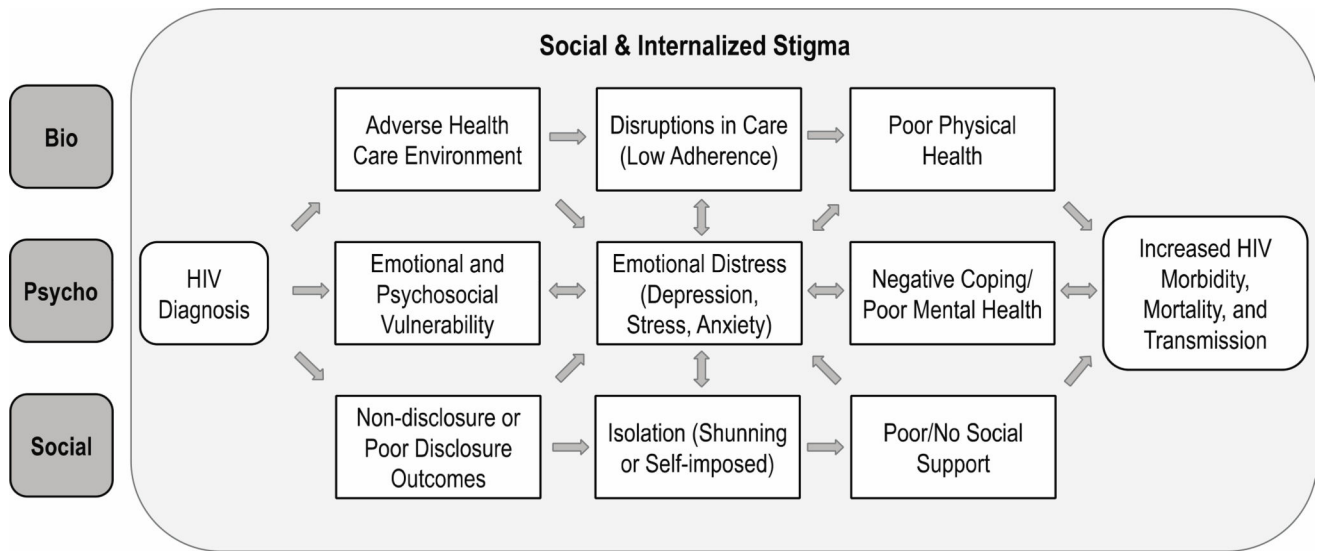 Social & Internalized Stigma
Bio
Adverse Health
Care Environment
Disruptions in Care
(Low Adherence)
Poor Physical
Health
Psycho
HIV
Diagnosis
Emotional and
Psychosocial
Vulnerability
Emotional Distress
(Depression,
Stress, Anxiety)
Negative Coping/
Poor Mental Health
Increased HIV
Morbidity,
Mortality, and
Transmission
Social
Non-disclosure or
Poor Disclosure
Outcomes
Isolation (Shunning
or Self-imposed)
Poor/No Social
Support